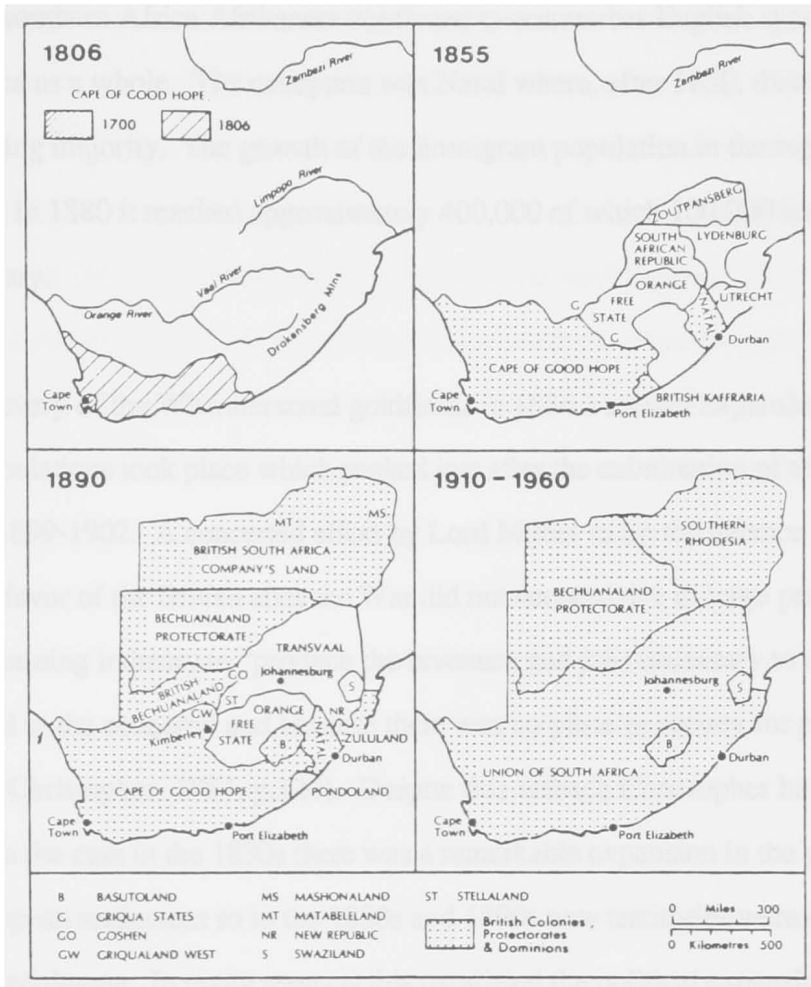 1806
Zambezi River
CAPE OF GOOD HOPE
1700
1806
Limpopo River
Vaal River
Orange River
Drakensberg Mtns
Cape
Town
1855
Zambezi River
ZOUTPANSBERG
SOUTH
AFRICAN
REPUBLIC
LYDENBURG
ORANGE
FREE
STATE
G
G
UTRECHT
NATAL
Durban
CAPE OF GOOD HOPE
BRITISH KAFFRARIA
Cape
Town
Port Elizabeth
1890
MT
MS
BRITISH SOUTH AFRICA
COMPANY'S LAND
BECHUANALAND
PROTECTORATE
GO
TRANSVAAL
Johannesburg
S
BRITISH
BECHUANALAND
ST
GW
Kimberley
ORANGE
FREE
STATE
NR
B
NATAL
ZULULAND
Durban
CAPE OF GOOD HOPE
PONDOLAND
Cape
Town
Port Elizabeth
1910 - 1960
SOUTHERN
RHODESIA
BECHUANALAND
PROTECTORATE
Johannesburg
S
B
Durban
UNION OF SOUTH AFRICA
Cape
Town
Port Elizabeth
B BASUTOLAND
G GRIQUA STATES
GO GOSHEN
GW GRIQUALAND WEST
MS MASHONALAND
MT MATABELELAND
NR NEW REPUBLIC
S SWAZILAND
ST STELLALAND
British Colonies
Protectorates
& Dominions
0 Miles 300
0 Kilometres 500